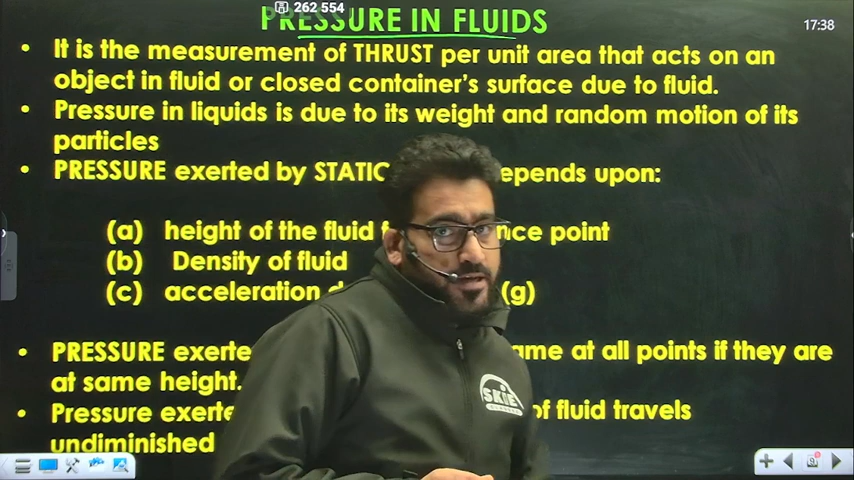 262 554
PRESSURE IN FLUIDS
17:38
• It is the measurement of THRUST per unit area that acts on an
object in fluid or closed container's surface due to fluid.
• Pressure in liquids is due to its weight and random motion of its
particles
• PRESSURE exerted by STATIC epends upon:
(a) height of the fluid nce point
(b) Density of fluid
(c) acceleration (g)
• PRESSURE exerte ame at all points if they are
at same height.
• Pressure exerte of fluid travels
undiminished
SKIE